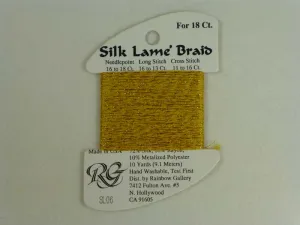 For 18 Ct.
Silk Lame' Braid
Needlepoint Long Stitch Cross Stitch
16 to 18 Ct. 16 to 13 Ct. 11 to 16 Ct.
Made in U.S.A.
10% Metalized Polyester
10 Yards (9.1 Meters)
Hand Washable, Test First
Dist. by Rainbow Gallery
7412 Fulton Ave. #5
N. Hollywood
CA 91605
RG